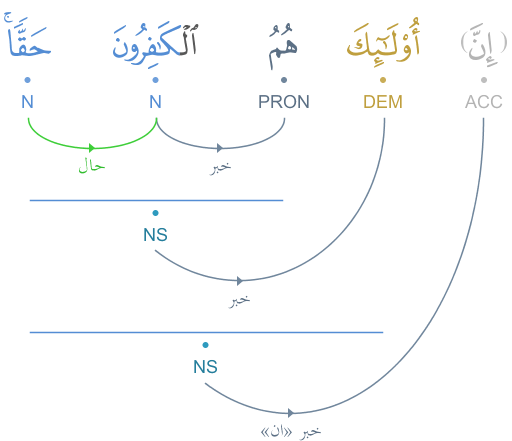 (إِنَّ) أُوْلَـٰٓئِكَ هُمُ ٱلْكَـٰفِرُونَ حَقًّا ۚ
ACC DEM PRON N N
خبر حال
NS
خبر
NS
خبر «ان»